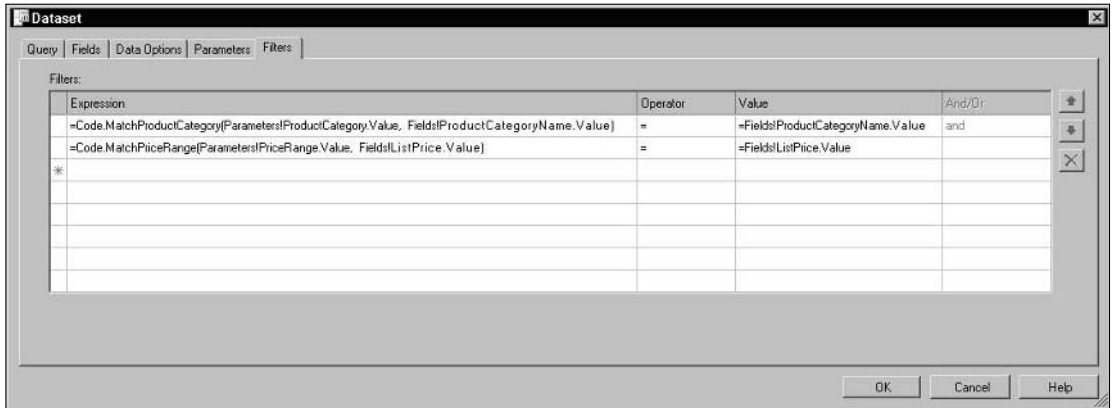 Dataset
Query Fields Data Options Parameters Filters
Filters:
Expression Operator Value And/Or
=Code.MatchProductCategory(Parameters!ProductCategory.Value, Fields!ProductCategoryName.Value) = =Fields!ProductCategoryName.Value and
=Code.MatchPriceRange(Parameters!PriceRange.Value, Fields!ListPrice.Value) = =Fields!ListPrice.Value
OK Cancel Help